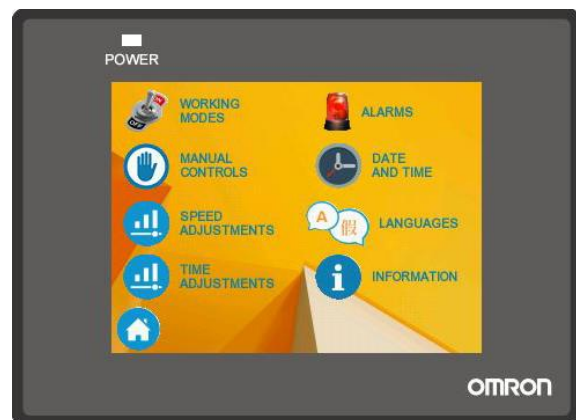 POWER
WORKING
MODES
ALARMS
MANUAL
CONTROLS
DATE
AND TIME
SPEED
ADJUSTMENTS
A
假
LANGUAGES
TIME
ADJUSTMENTS
i
INFORMATION
OMRON